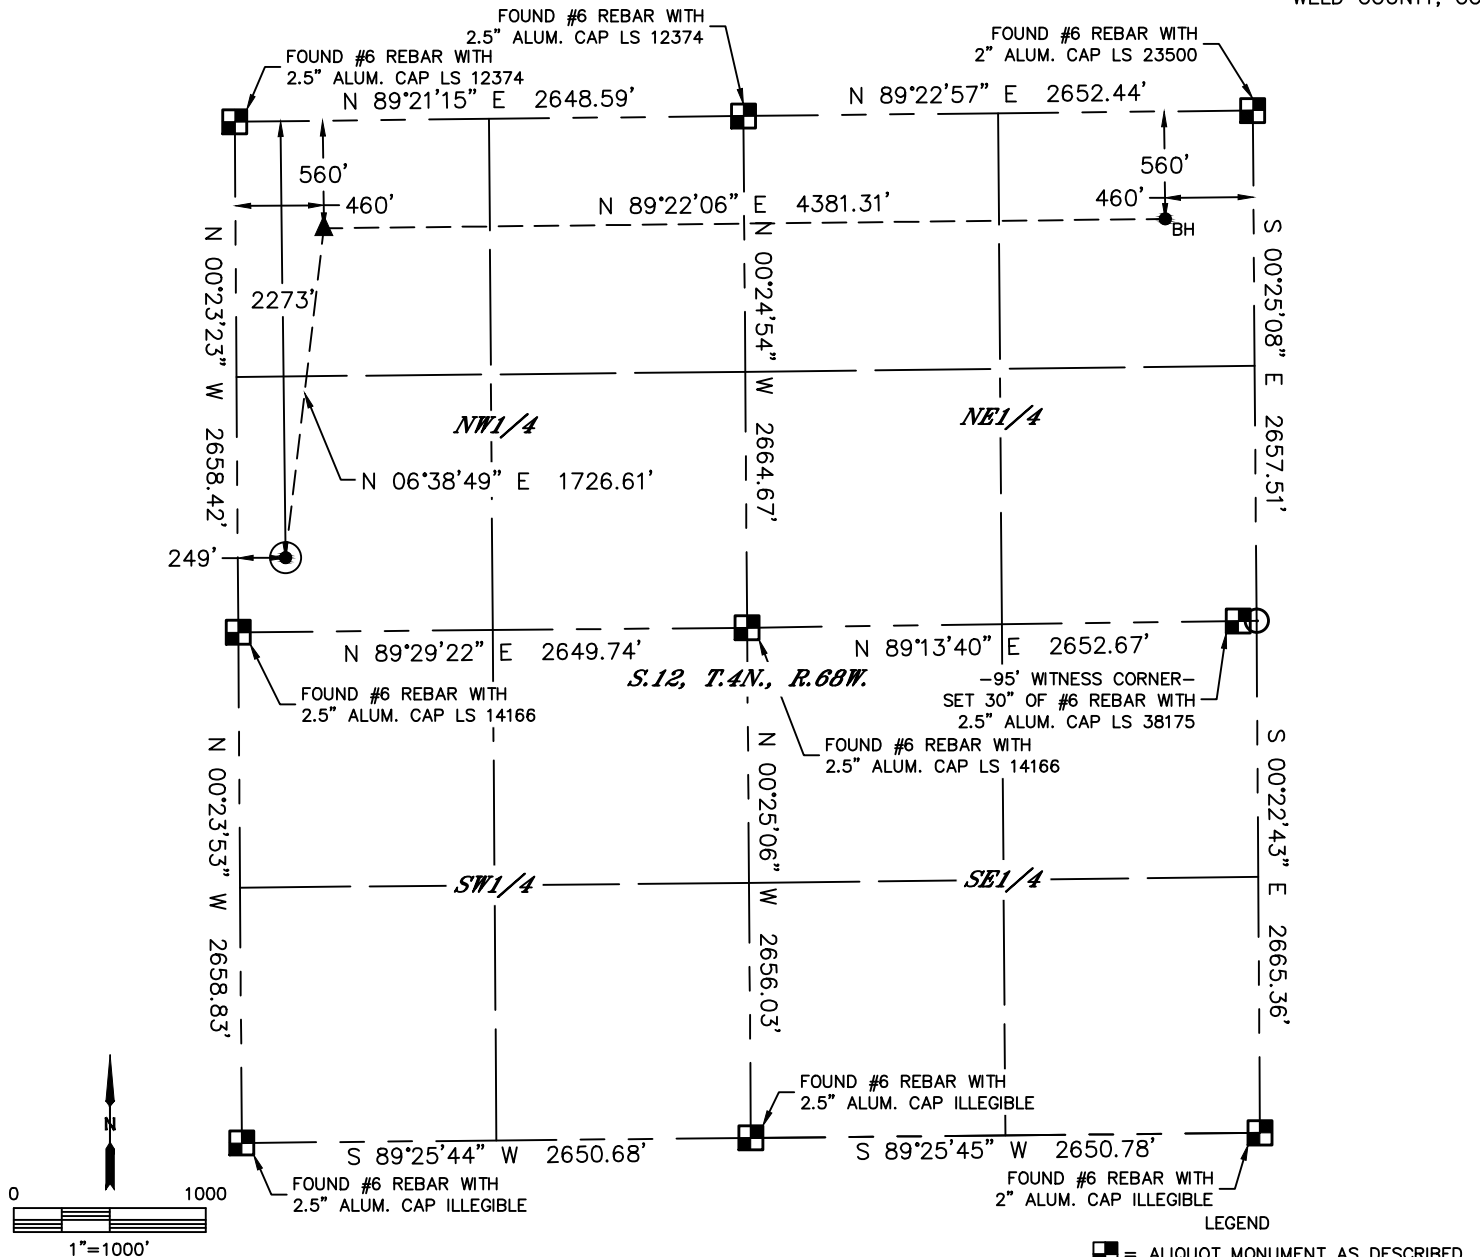 WELD COUNTY, CO
FOUND #6 REBAR WITH
2.5" ALUM. CAP LS 12374
FOUND #6 REBAR WITH
2" ALUM. CAP LS 23500
FOUND #6 REBAR WITH
2.5" ALUM. CAP LS 12374
N 89°21'15" E 2648.59'
N 89°22'57" E 2652.44'
560'
460'
560'
460'
N 89°22'06" E 4381.31'
BH
N 00°23'23" W 2658.42'
2273'
N 00°24'54" W 2664.67'
S 00°25'08" E 2657.51'
NW1/4
NE1/4
N 06°38'49" E 1726.61'
249'
N 89°29'22" E 2649.74'
N 89°13'40" E 2652.67'
S.12, T.4N., R.68W.
-95' WITNESS CORNER-
SET 30" OF #6 REBAR WITH
2.5" ALUM. CAP LS 38175
FOUND #6 REBAR WITH
2.5" ALUM. CAP LS 14166
FOUND #6 REBAR WITH
2.5" ALUM. CAP LS 14166
N 00°23'53" W 2658.83'
N 00°25'06" W 2656.03'
S 00°22'43" E 2665.36'
SW1/4
SE1/4
FOUND #6 REBAR WITH
2.5" ALUM. CAP ILLEGIBLE
N
S 89°25'44" W 2650.68'
S 89°25'45" W 2650.78'
FOUND #6 REBAR WITH
2.5" ALUM. CAP ILLEGIBLE
FOUND #6 REBAR WITH
2" ALUM. CAP ILLEGIBLE
0 1000
1"=1000'
LEGEND
= ALIQUOT MONUMENT AS DESCRIBED